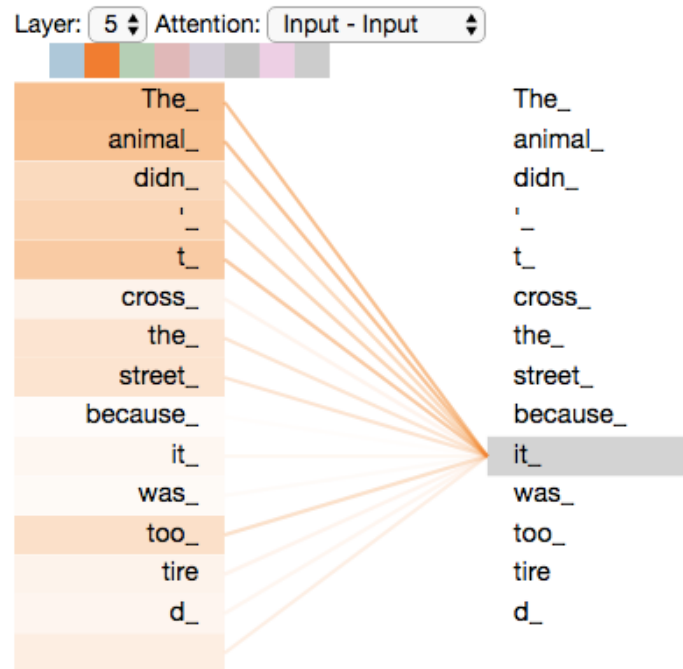 Layer: 5 Attention: Input - Input
The_ The_
animal_ animal_
didn_ didn_
'_ '_
t_ t_
cross_ cross_
the_ the_
street_ street_
because_ because_
it_ it_
was_ was_
too_ too_
tire tire
d_ d_